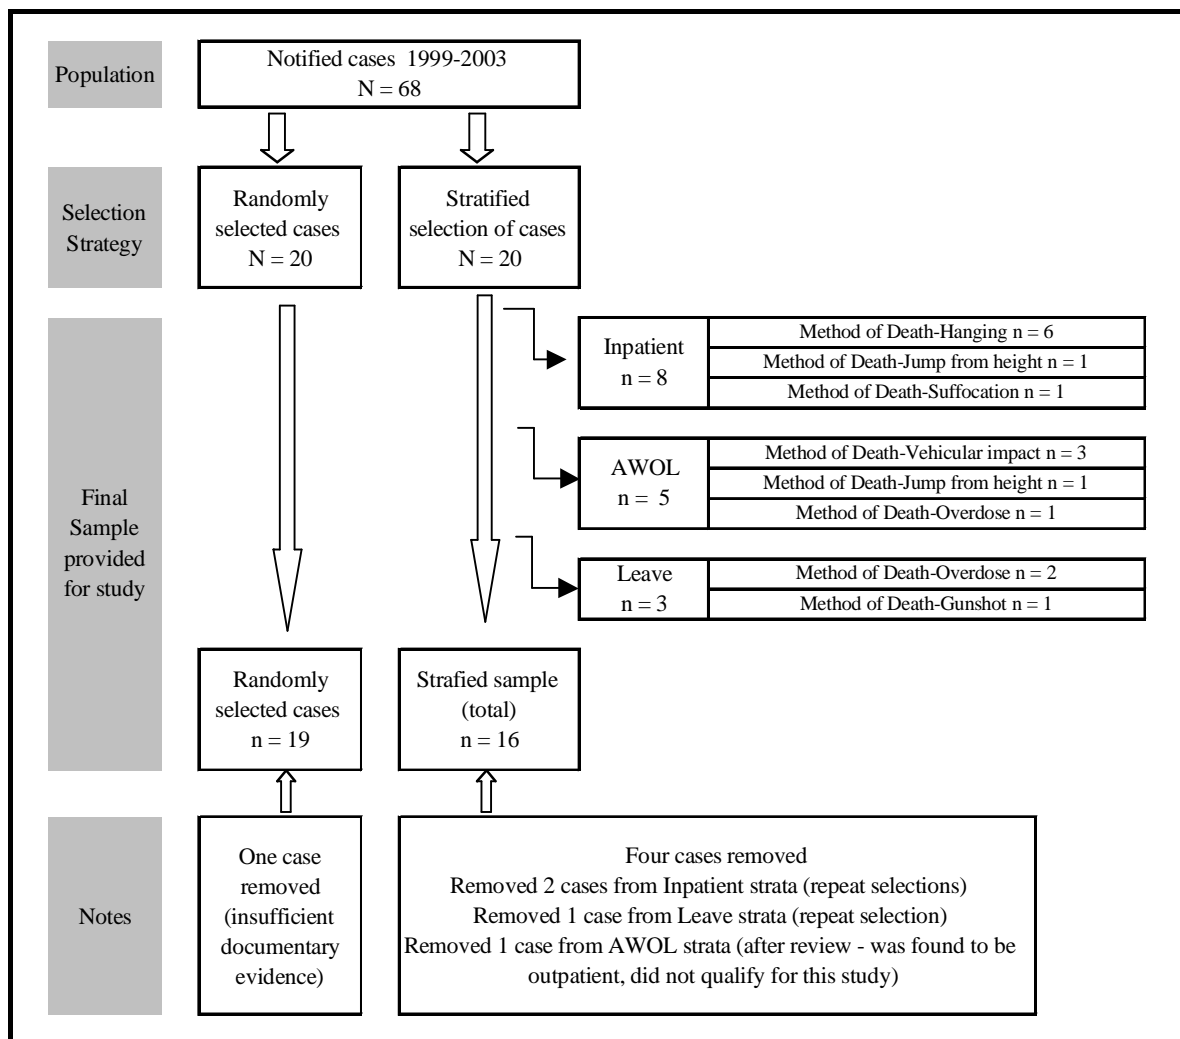 Population
Notified cases  1999-2003
N = 68
Selection
Strategy
Randomly
selected cases
N = 20
Stratified
selection of cases
N = 20
Final
Sample
provided
for study
Inpatient
n = 8
Method of Death-Hanging n = 6
Method of Death-Jump from height n = 1
Method of Death-Suffocation n = 1
AWOL
n =  5
Method of Death-Vehicular impact n = 3
Method of Death-Jump from height n = 1
Method of Death-Overdose n = 1
Leave
n = 3
Method of Death-Overdose n = 2
Method of Death-Gunshot n = 1
Randomly
selected cases
n = 19
Strafied sample
(total)
n = 16
Notes
One case
removed
(insufficient
documentary
evidence)
Four cases removed
Removed 2 cases from Inpatient strata (repeat selections)
Removed 1 case from Leave strata (repeat selection)
Removed 1 case from AWOL strata (after review - was found to be
outpatient, did not qualify for this study)